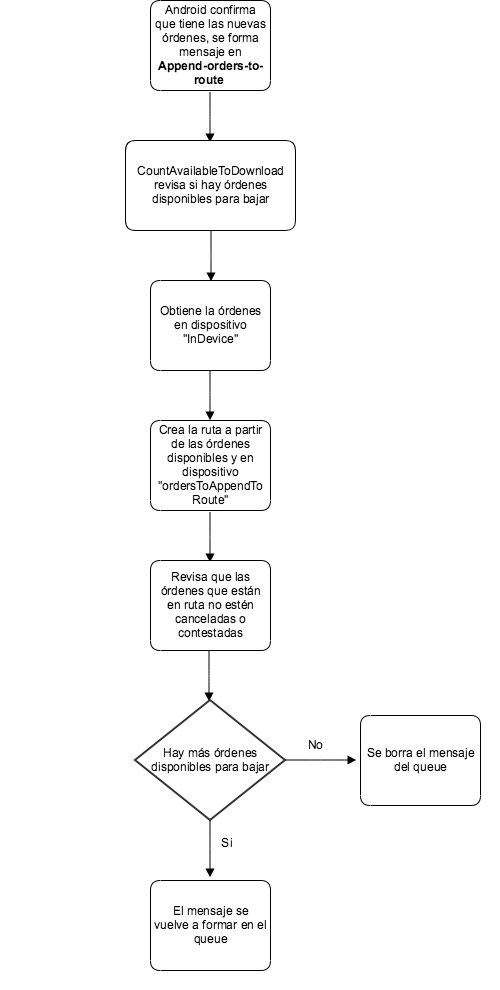 Android confirma
que tiene las nuevas
órdenes, se forma
mensaje en
Append-orders-to-
route
CountAvailableToDownload
revisa si hay órdenes
disponibles para bajar
Obtiene la órdenes
en dispositivo
"InDevice"
Crea la ruta a partir
de las órdenes
disponibles y en
dispositivo
"ordersToAppendTo
Route"
Revisa que las
órdenes que están
en ruta no estén
canceladas o
contestadas
Hay más órdenes
disponibles para bajar
No
Se borra el mensaje
del queue
Si
El mensaje se
vuelve a formar en el
queue